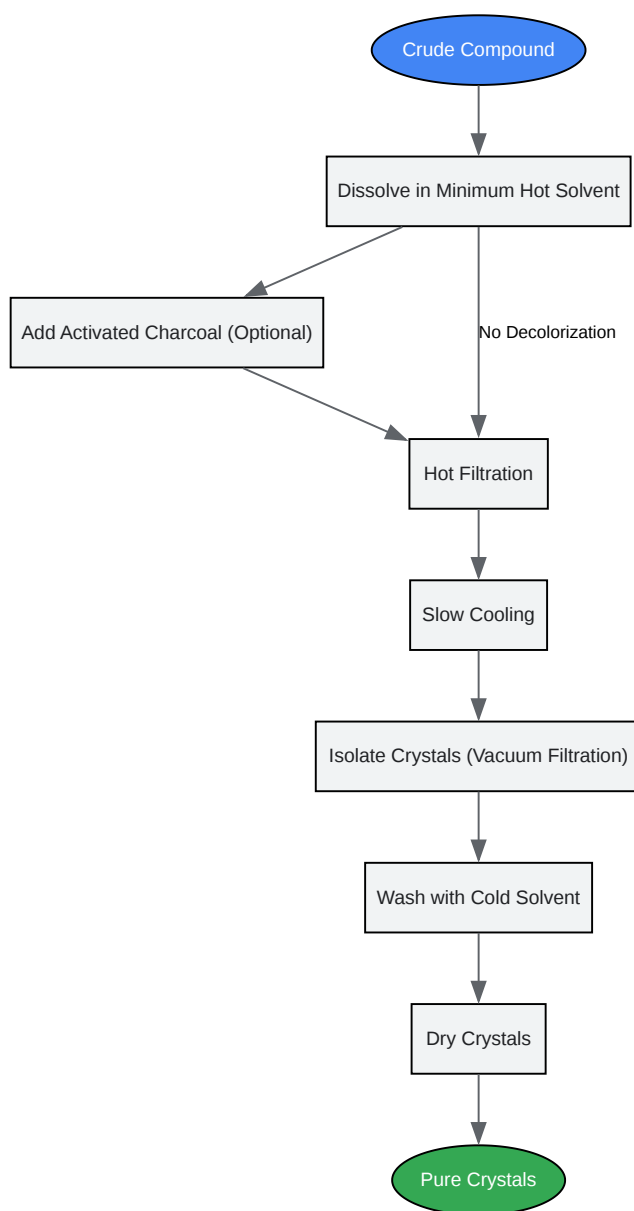 Crude Compound
Dissolve in Minimum Hot Solvent
Add Activated Charcoal (Optional)
No Decolorization
Hot Filtration
Slow Cooling
Isolate Crystals (Vacuum Filtration)
Wash with Cold Solvent
Dry Crystals
Pure Crystals